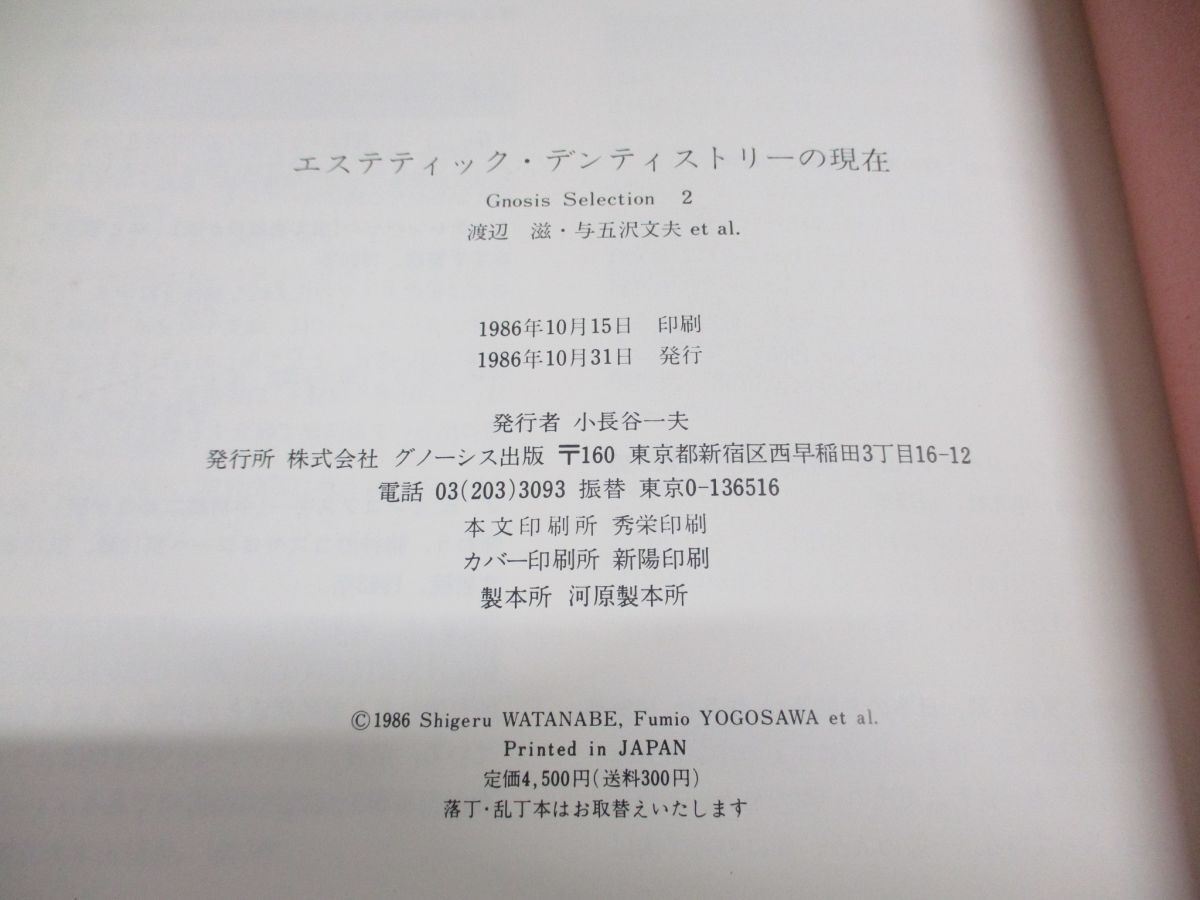 エステティック・デンティストリーの現在
Gnosis Selection 2
渡辺 滋・与五沢文夫 et al.
1986年10月15日 印刷
1986年10月31日 発行
発行者 小長谷一夫
発行所 株式会社 グノーシス出版 〒160 東京都新宿区西早稲田3丁目16-12
電話 03(203)3093 振替 東京0-136516
本文印刷所 秀栄印刷
カバー印刷所 新陽印刷
製本所 河原製本所
©1986 Shigeru WATANABE, Fumio YOGOSAWA et al.
Printed in JAPAN
定価4,500円(送料300円)
落丁・乱丁本はお取替えいたします